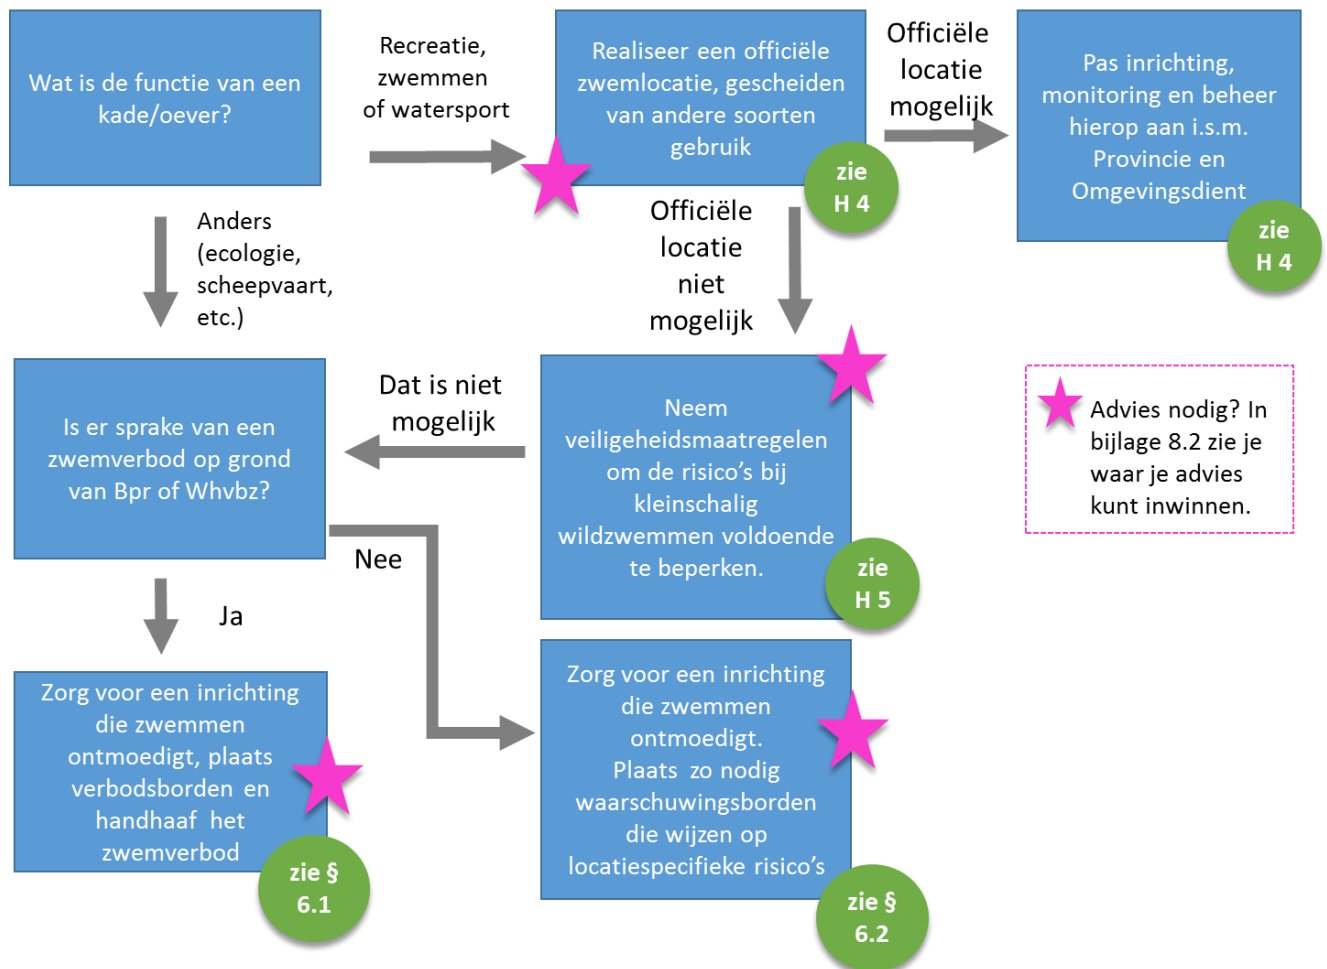 Wat is de functie van een
kade/oever?
Recreatie,
zwemmen
of watersport
Realiseer een officiële
zwemlocatie, gescheiden
van andere soorten
gebruik
zie
H 4
Officiële
locatie
mogelijk
Pas inrichting,
monitoring en beheer
hierop aan i.s.m.
Provincie en
Omgevingsdient
zie
H 4
Anders
(ecologie,
scheepvaart,
etc.)
Officiële
locatie
niet
mogelijk
Is er sprake van een
zwemverbod op grond
van Bpr of Whvbz?
Dat is niet
mogelijk
Neem
veiligeheidsmaatregelen
om de risico's bij
kleinschalig
wildzwemmen voldoende
te beperken.
zie
H 5
Advies nodig? In
bijlage 8.2 zie je
waar je advies
kunt inwinnen.
Nee
Ja
Zorg voor een inrichting
die zwemmen
ontmoedigt, plaats
verbodsborden en
handhaaf het
zwemverbod
zie §
6.1
Zorg voor een inrichting
die zwemmen
ontmoedigt.
Plaats zo nodig
waarschuwingsborden
die wijzen op
locatiespecifieke risico's
zie §
6.2